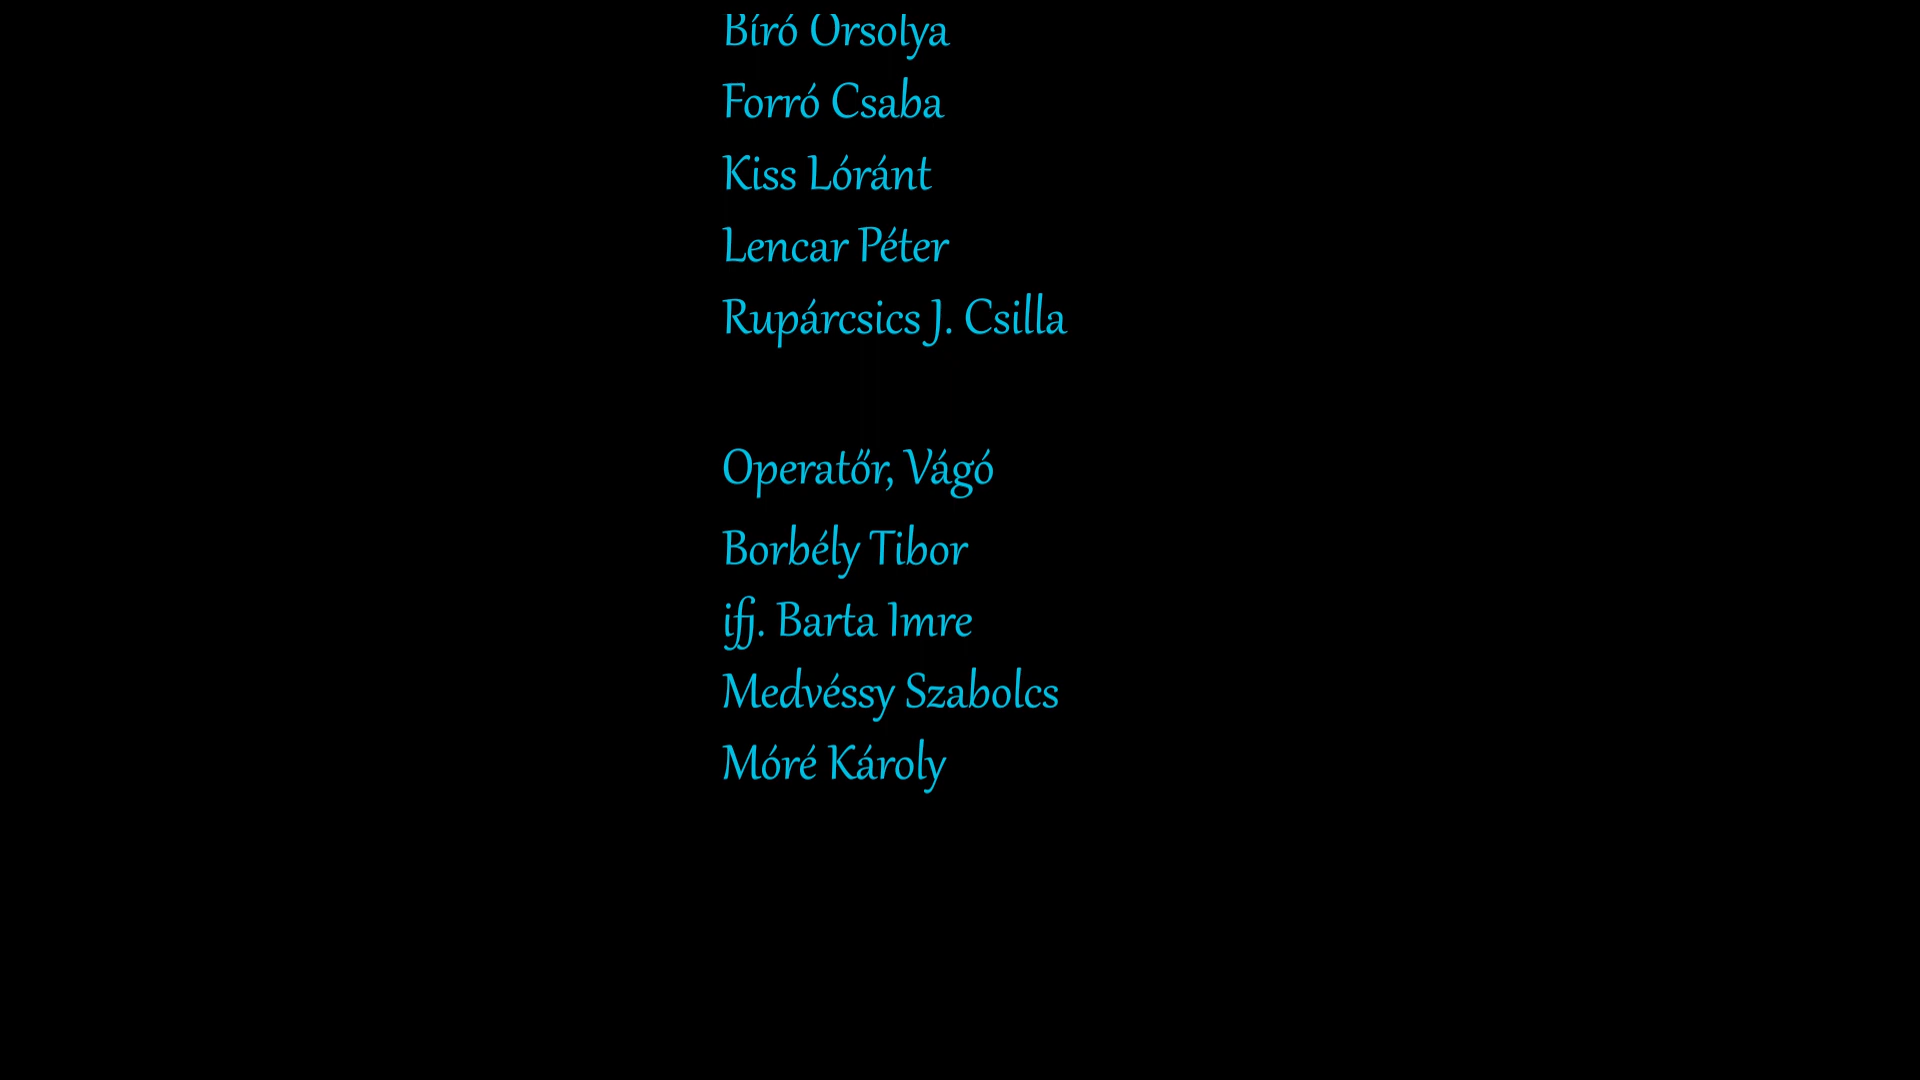 Bíró Orsolya
Forró Csaba
Kiss Lóránt
Lencar Péter
Rupárcsics J. Csilla
Operatőr, Vágó
Borbély Tibor
ifj. Barta Imre
Medvéssy Szabolcs
Móré Károly